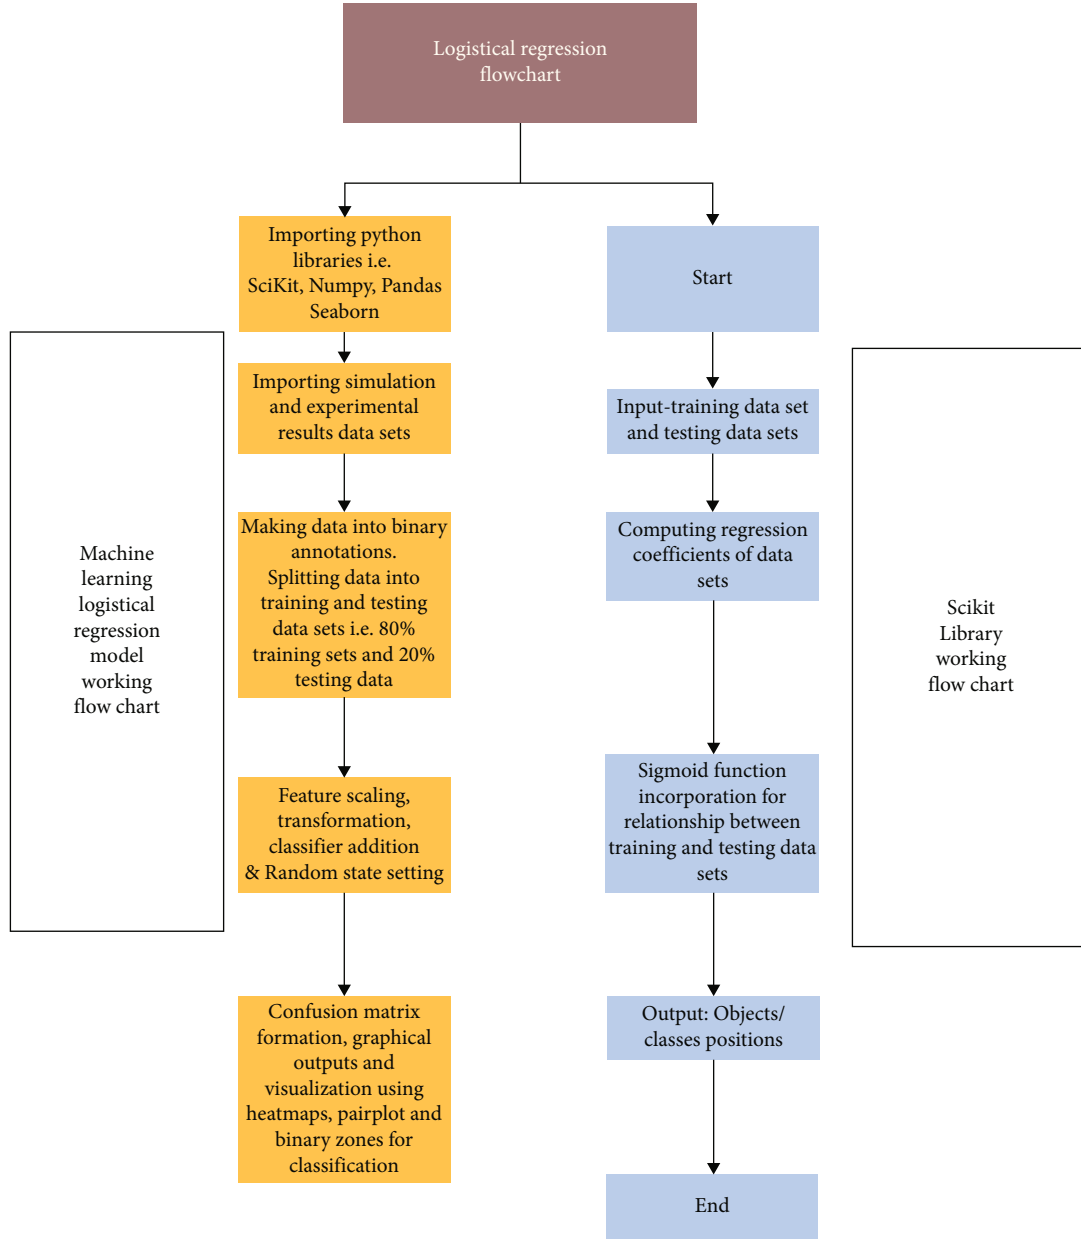 Logistical regression
flowchart
Importing python
libraries i.e.
SciKit, Numpy, Pandas
Seaborn
Importing simulation
and experimental
results data sets
Making data into binary
annotations.
Splitting data into
training and testing
data sets i.e. 80%
training sets and 20%
testing data
Feature scaling,
transformation,
classifier addition
& Random state setting
Confusion matrix
formation, graphical
outputs and
visualization using
heatmaps, pairplot and
binary zones for
classification
Machine
learning
logistical
regression
model
working
flow chart
Start
Input-training data set
and testing data sets
Computing regression
coefficients of data
sets
Sigmoid function
incorporation for
relationship between
training and testing data
sets
Output: Objects/
classes positions
End
Scikit
Library
working
flow chart